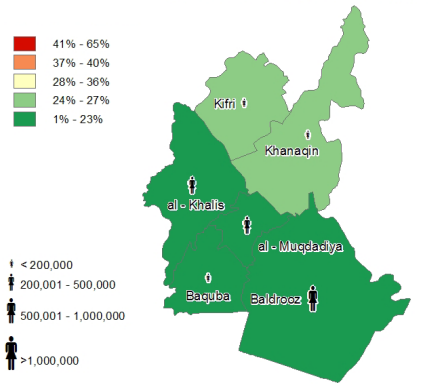 41% - 65%
37% - 40%
28% - 36%
24% - 27%
1% - 23%
Kifri
Khanaqin
al - Khalis
al - Muqdadiya
Baquba
Baldrooz
< 200,000
200,001 - 500,000
500,001 - 1,000,000
>1,000,000